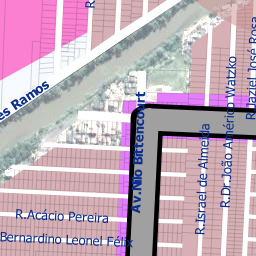 R
es Ramos
Av.Nilo Bittencourt
R.Israel de Almeida
R.Dr.João Américo Watzko
R.Jaziel José Rosa
R.Acácio Pereira
Bernardino Leonel Félix